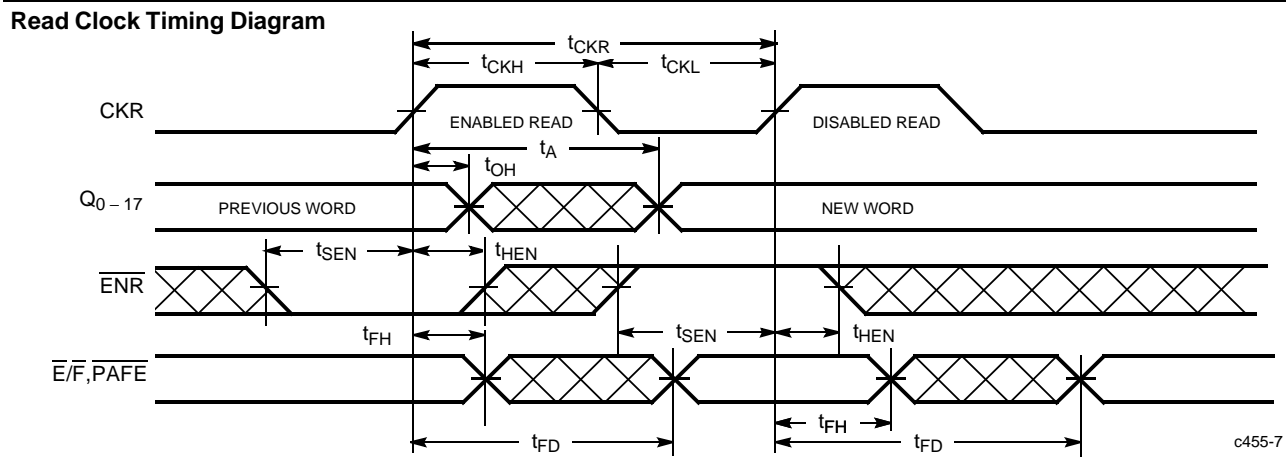 Read Clock Timing Diagram
tCKR
tCKH
tCKL
CKR
ENABLED READ
DISABLED READ
tA
tOH
Q0 – 17
PREVIOUS WORD
NEW WORD
tSEN
tHEN
ENR
tFH
tSEN
tHEN
E/F,PAFE
tFH
tFD
tFD
c455-7